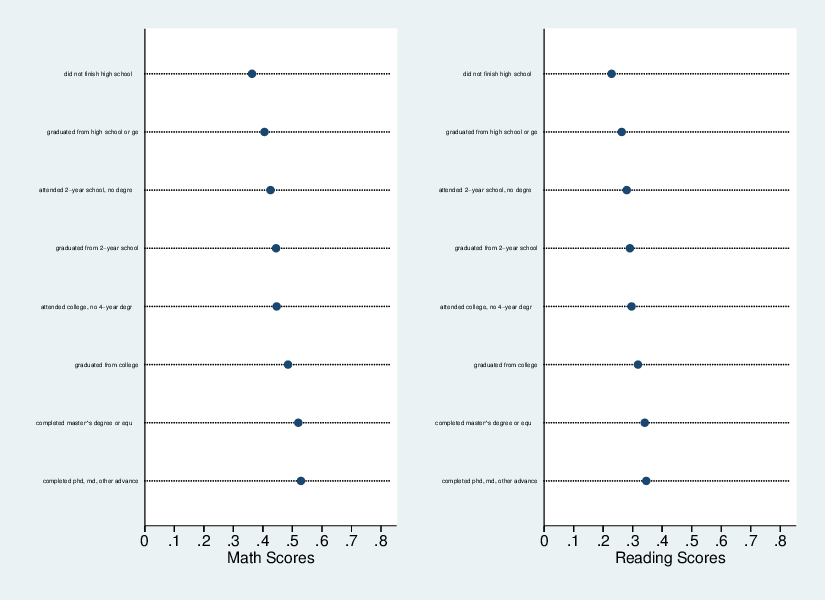 did not finish high school
graduated from high school or ge
attended 2-year school, no degre
graduated from 2-year school
attended college, no 4-year degr
graduated from college
completed master's degree or equ
completed phd, md, other advance
0 .1 .2 .3 .4 .5 .6 .7 .8
Math Scores
did not finish high school
graduated from high school or ge
attended 2-year school, no degre
graduated from 2-year school
attended college, no 4-year degr
graduated from college
completed master's degree or equ
completed phd, md, other advance
0 .1 .2 .3 .4 .5 .6 .7 .8
Reading Scores